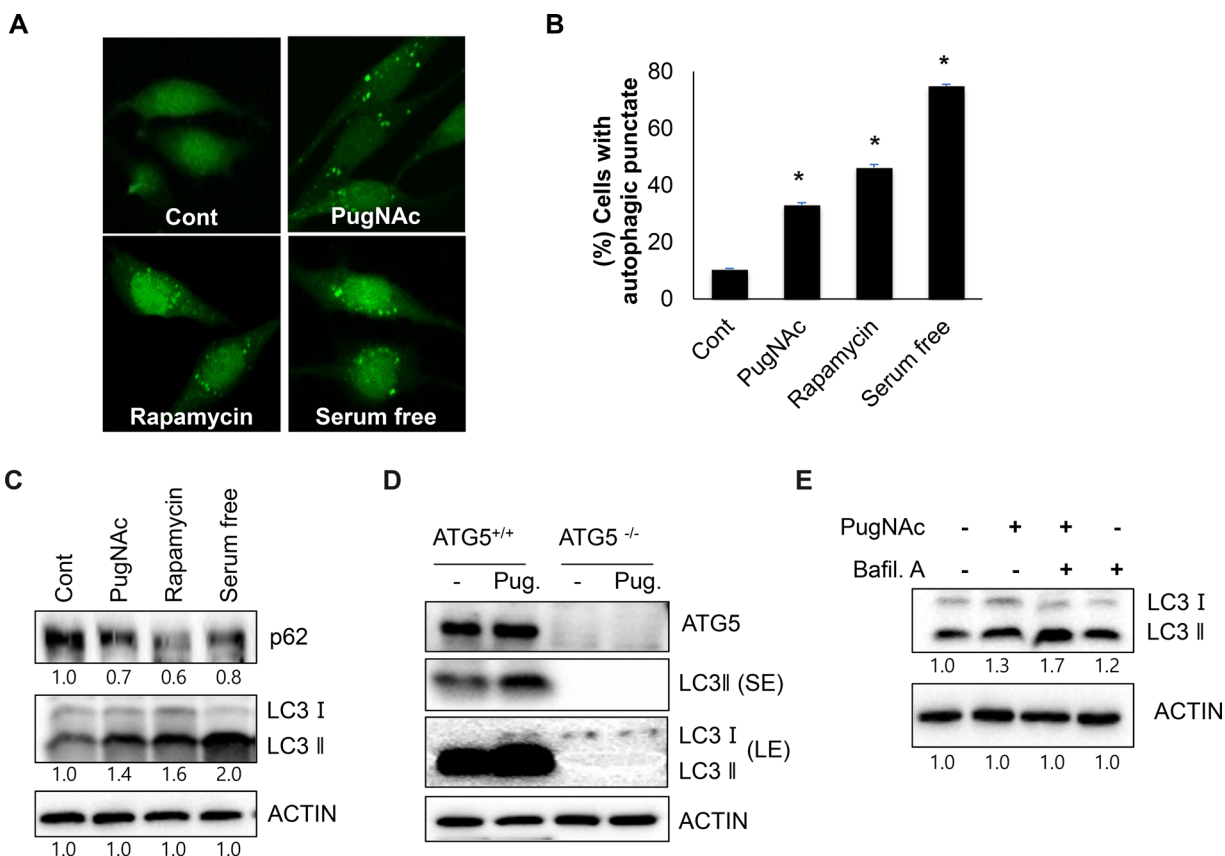 A
Cont
PugNAc
Rapamycin
Serum free
B
(%) Cells with
autophagic punctate
80
60
40
20
0
*
*
*
Cont
PugNAc
Rapamycin
Serum free
C
Cont
PugNAc
Rapamycin
Serum free
p62
1.0 0.7 0.6 0.8
LC3 Ⅰ
LC3 Ⅱ
1.0 1.4 1.6 2.0
ACTIN
1.0 1.0 1.0 1.0
D
ATG5+/+ ATG5 -/-
- Pug. - Pug.
ATG5
LC3Ⅱ (SE)
LC3 Ⅰ
(LE)
LC3 Ⅱ
ACTIN
E
PugNAc - + + -
Bafil. A - - + +
LC3 Ⅰ
LC3 Ⅱ
1.0 1.3 1.7 1.2
ACTIN
1.0 1.0 1.0 1.0